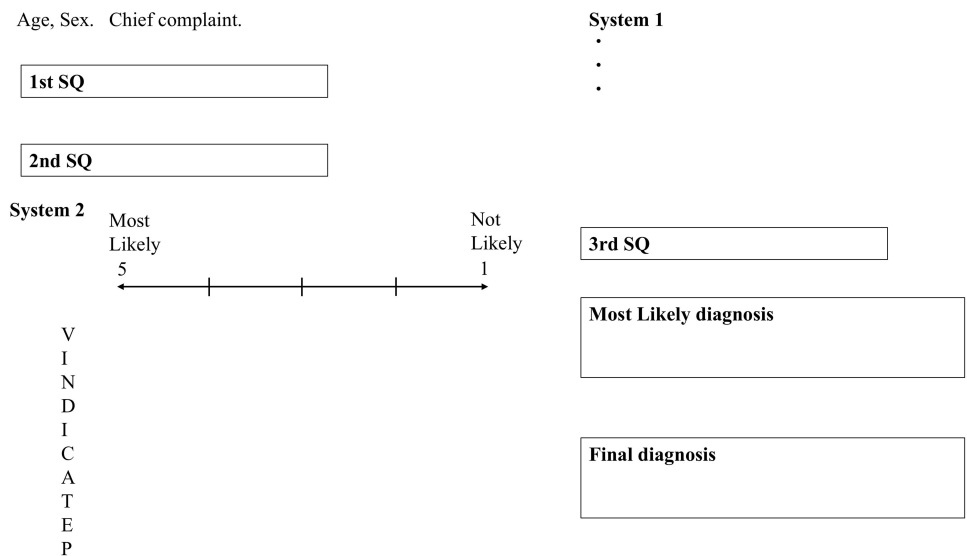 Age, Sex. Chief complaint.
System 1
•
•
•
1st SQ
2nd SQ
System 2
Most
Likely
5
Not
Likely
1
V
I
N
D
I
C
A
T
E
P
3rd SQ
Most Likely diagnosis
Final diagnosis